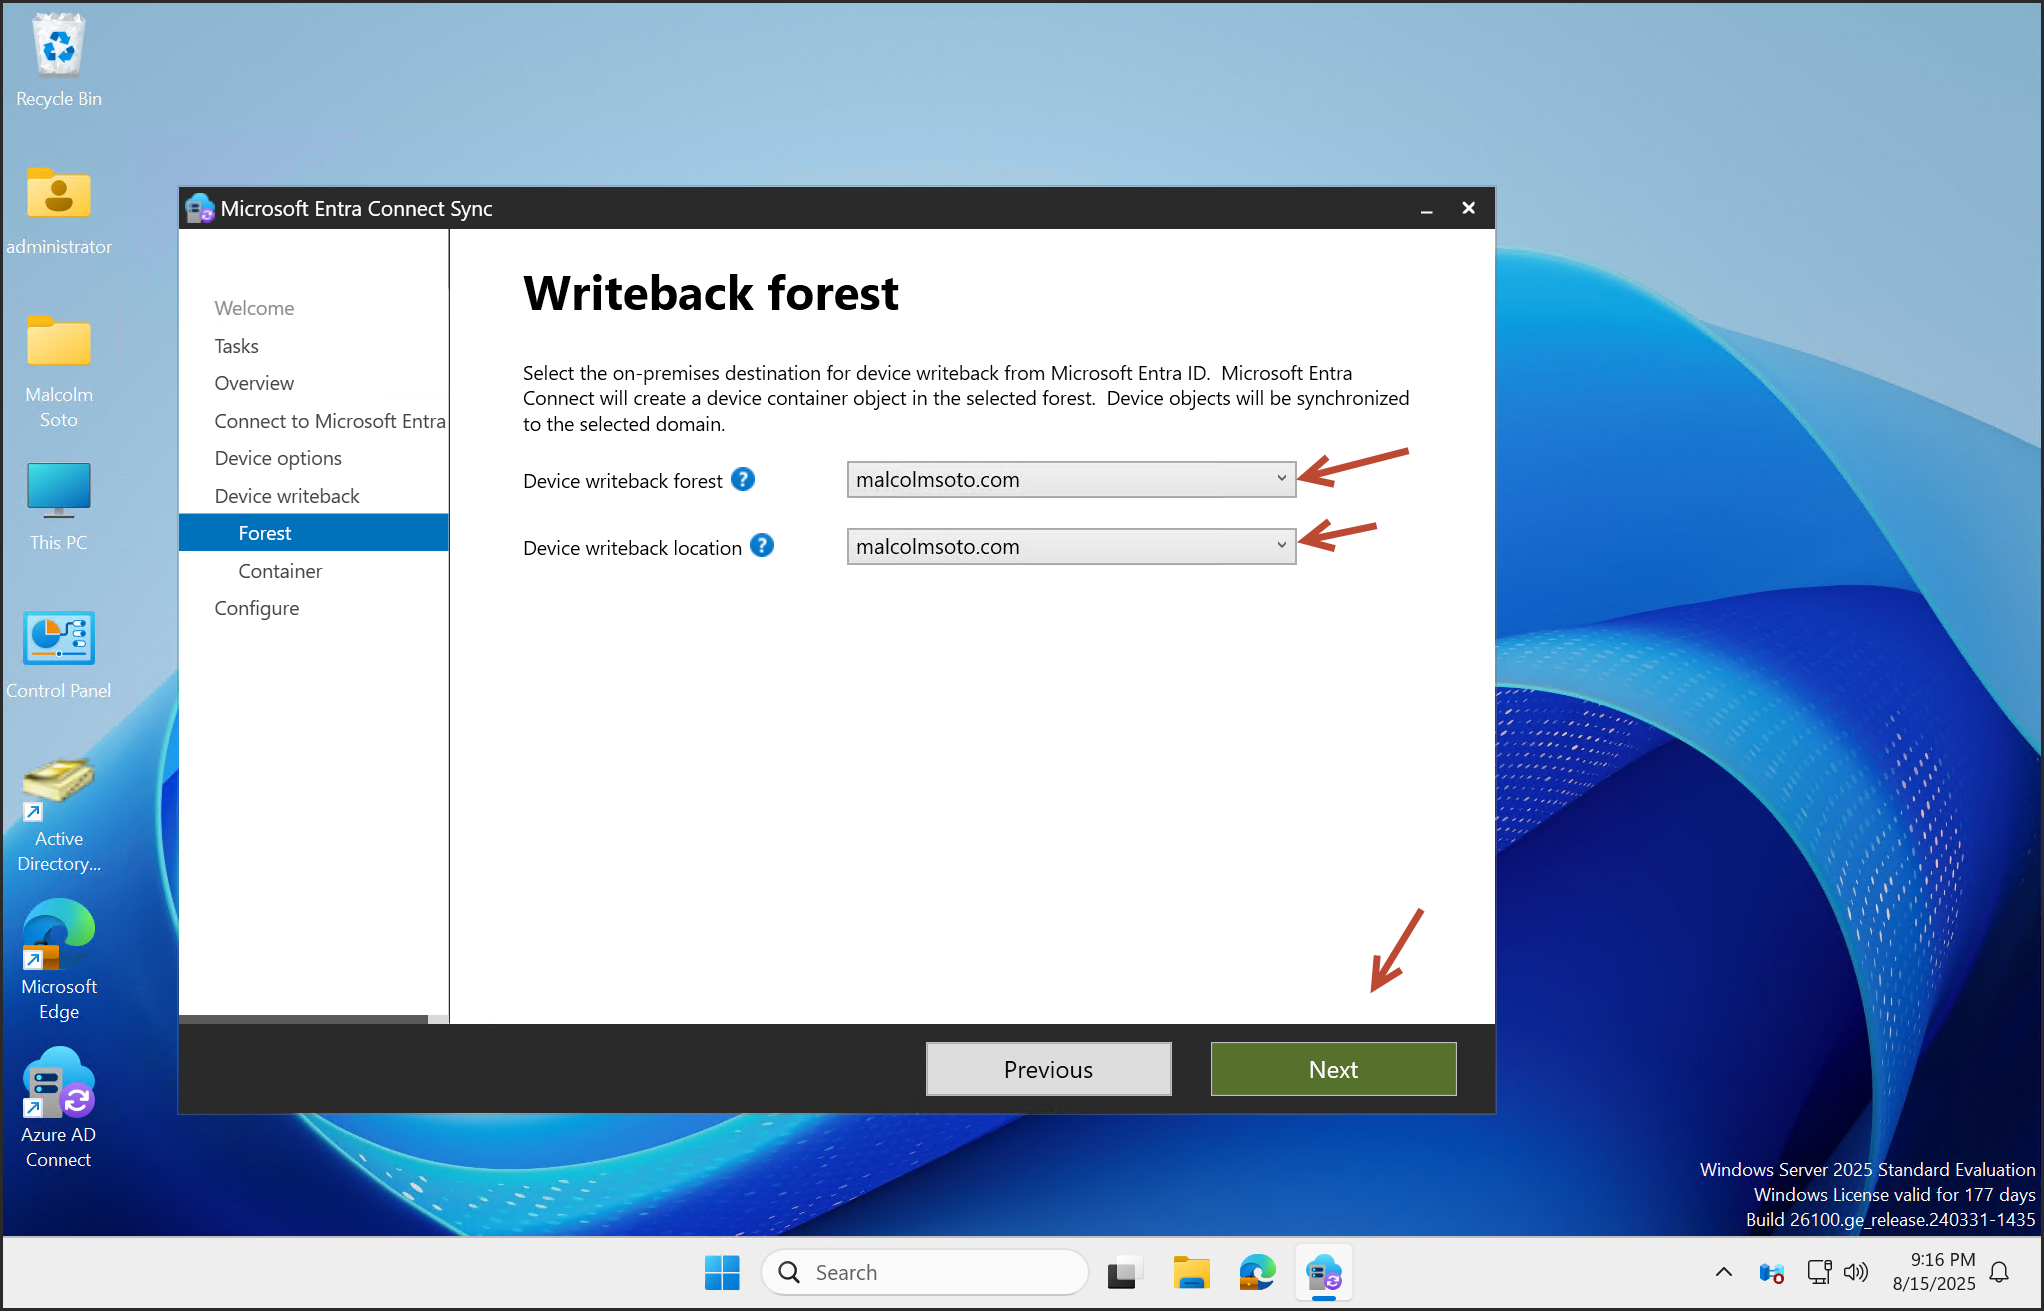 Recycle Bin
administrator
Malcolm
Soto
This PC
Control Panel
Active
Directory...
Microsoft
Edge
Azure AD
Connect
Microsoft Entra Connect Sync
Welcome
Tasks
Overview
Connect to Microsoft Entra
Device options
Device writeback
Forest
Container
Configure
Writeback forest
Select the on-premises destination for device writeback from Microsoft Entra ID.  Microsoft Entra
Connect will create a device container object in the selected forest.  Device objects will be synchronized
to the selected domain.
Device writeback forest ? malcolmsoto.com
Device writeback location ? malcolmsoto.com
Previous Next
Windows Server 2025 Standard Evaluation
Windows License valid for 177 days
Build 26100.ge_release.240331-1435
Search
9:16 PM
8/15/2025